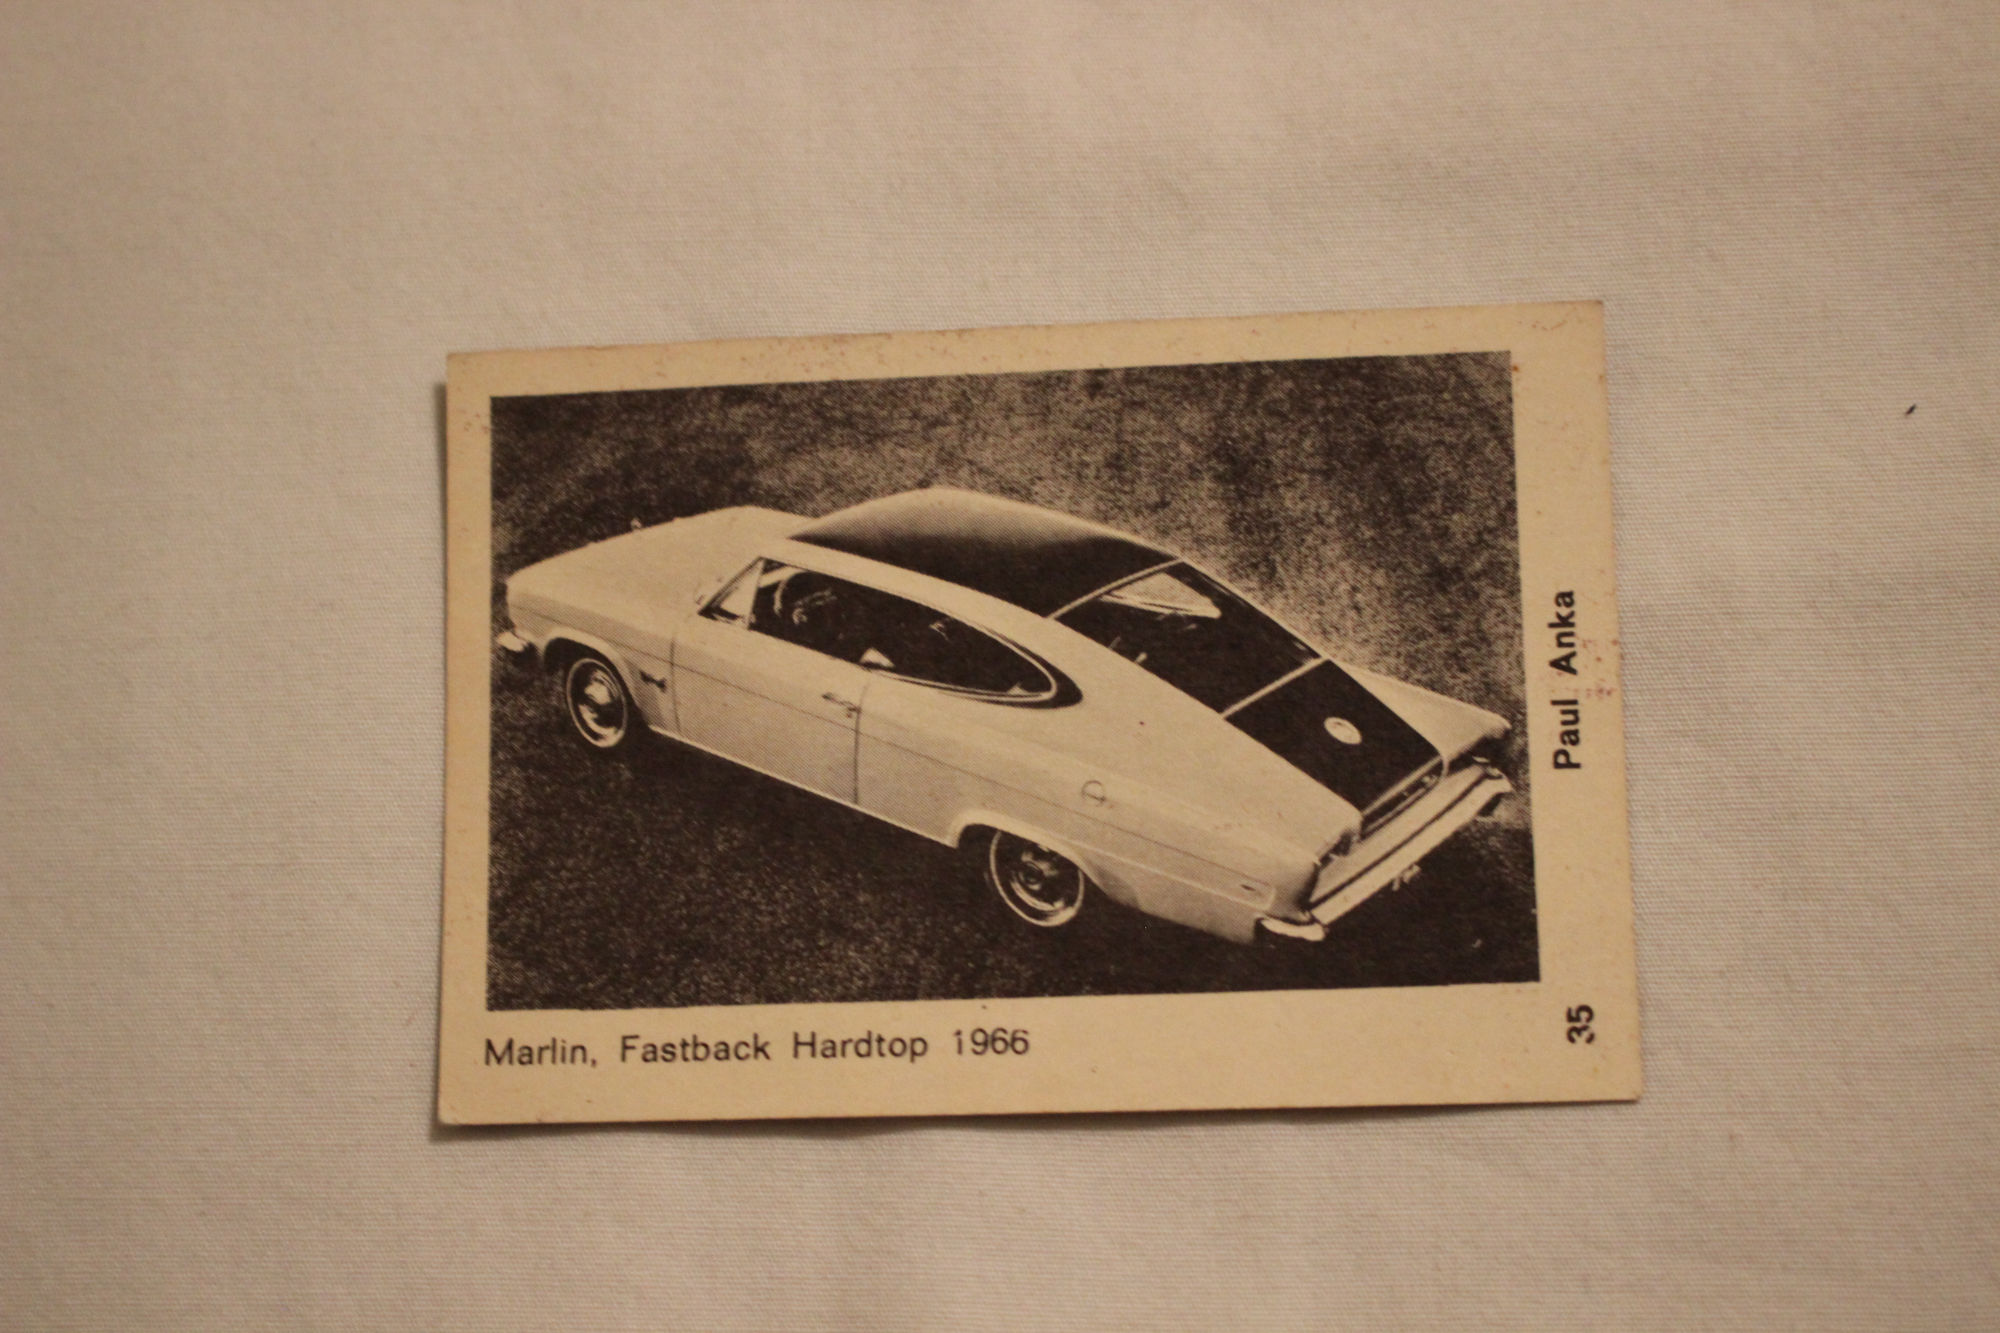 Marlin, Fastback Hardtop 1966
Paul Anka
35